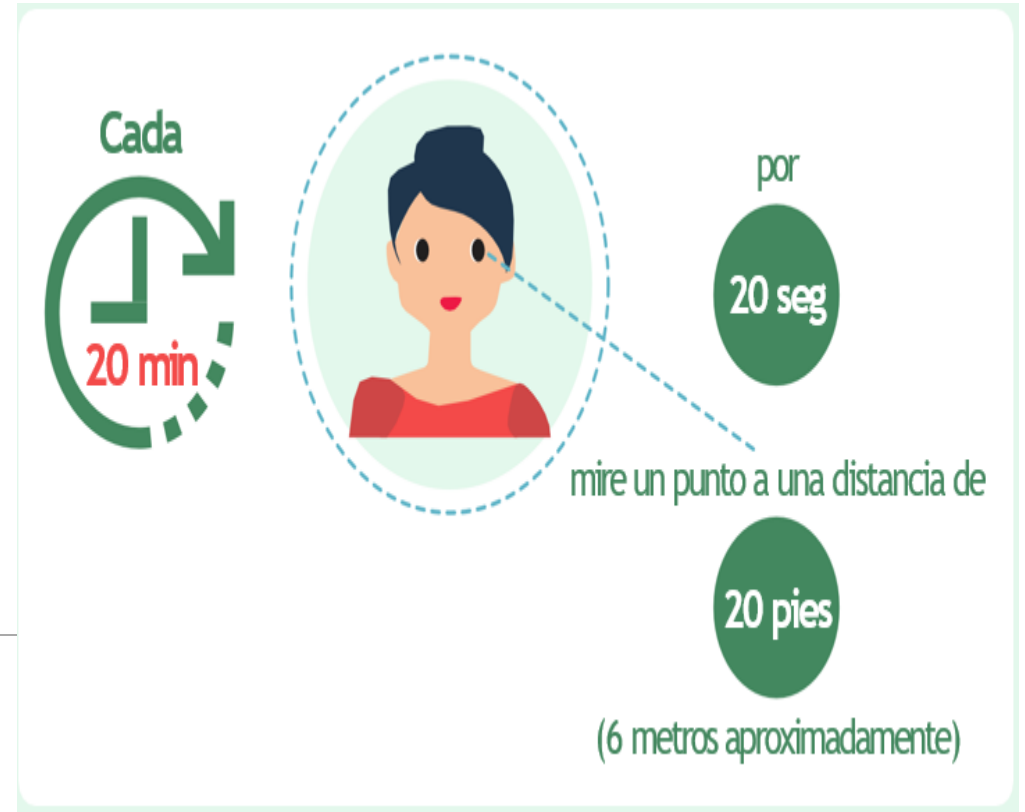 Cada
20 min
por
20 seg
mire un punto a una distancia de
20 pies
(6 metros aproximadamente)